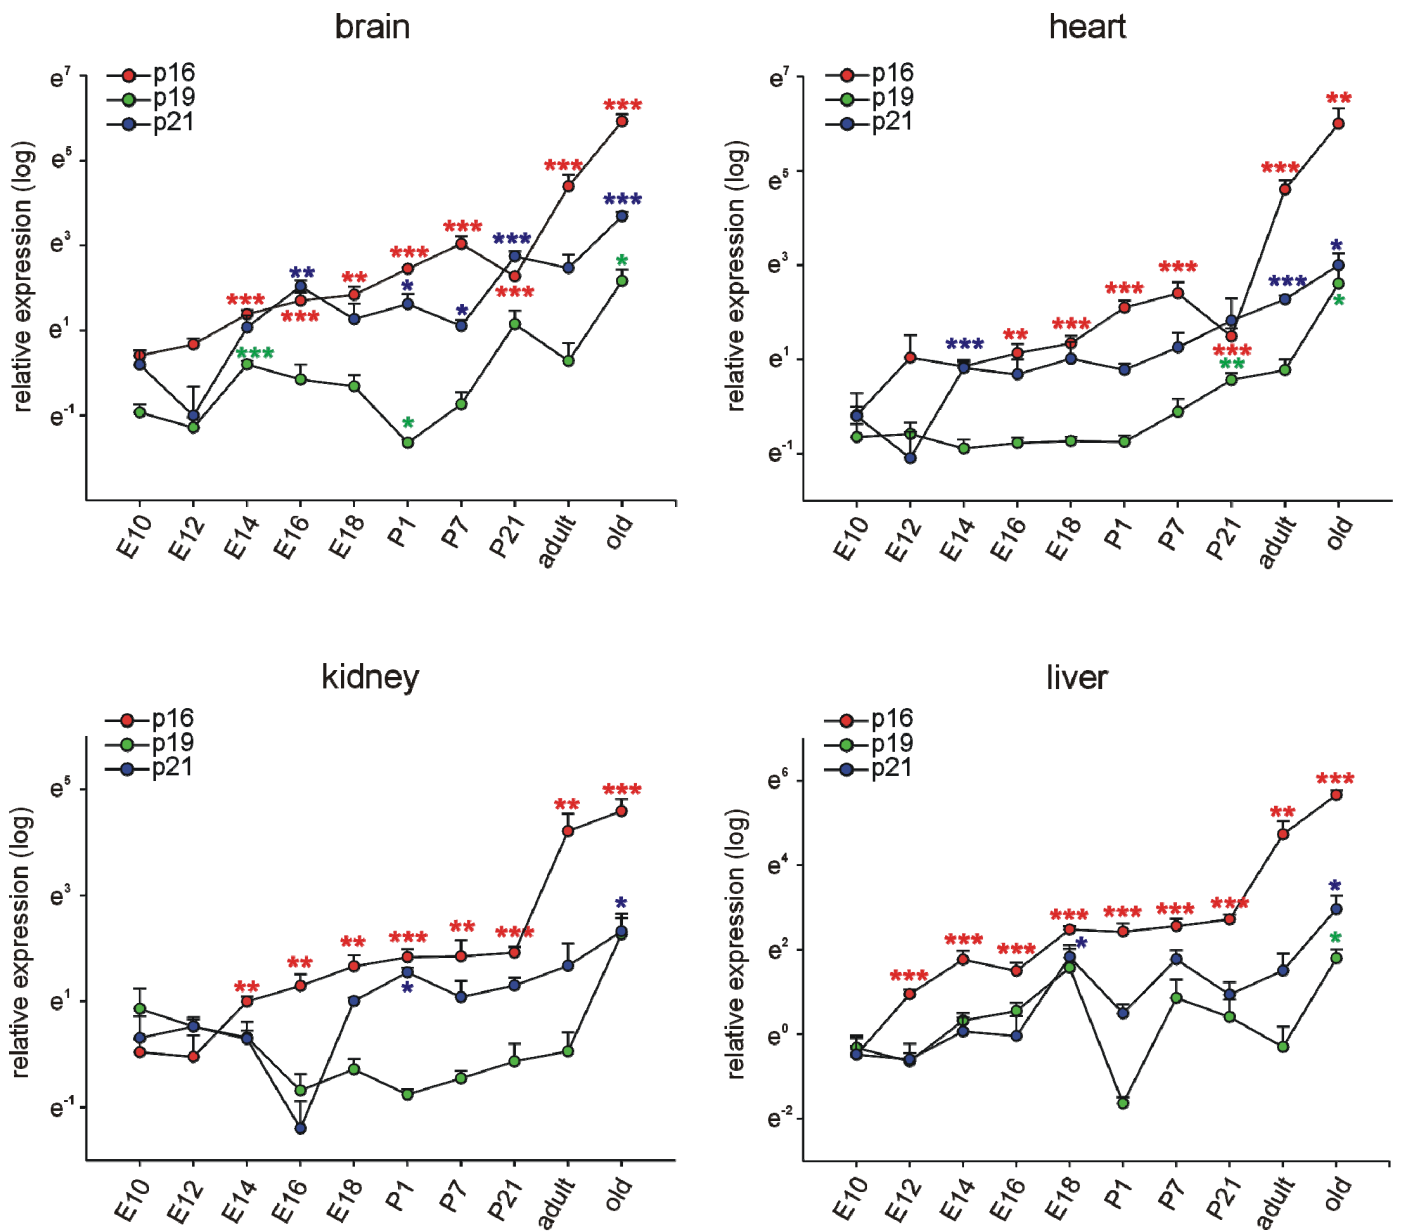 brain
relative expression (log)
e⁷
e⁵
e³
e¹
e⁻¹
p16
p19
p21
***
***
***
*
***
***
***
**
***
**
***
*
*
***
***
*
E10
E12
E14
E16
E18
P1
P7
P21
adult
old
heart
relative expression (log)
e⁷
e⁵
e³
e¹
e⁻¹
p16
p19
p21
**
***
*
***
***
***
*
***
***
**
***
**
E10
E12
E14
E16
E18
P1
P7
P21
adult
old
kidney
relative expression (log)
e⁵
e³
e¹
e⁻¹
p16
p19
p21
***
**
*
**
***
***
**
**
**
*
E10
E12
E14
E16
E18
P1
P7
P21
adult
old
liver
relative expression (log)
e⁶
e⁴
e²
e⁰
e⁻²
p16
p19
p21
***
**
*
***
***
***
***
*
*
***
***
***
E10
E12
E14
E16
E18
P1
P7
P21
adult
old